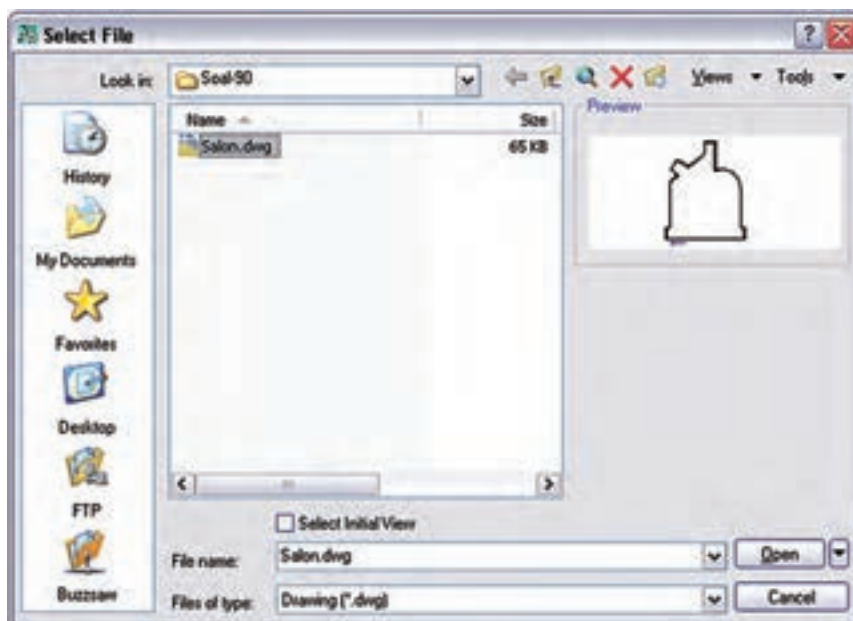 Select File
Look in:
Soal-90
Views
Tools
History
My Documents
Favorites
Desktop
FTP
Buzzsaw
Name
Size
Salon.dwg
65 KB
Preview
Select Initial View
File name:
Salon.dwg
Open
Files of type:
Drawing (*.dwg)
Cancel